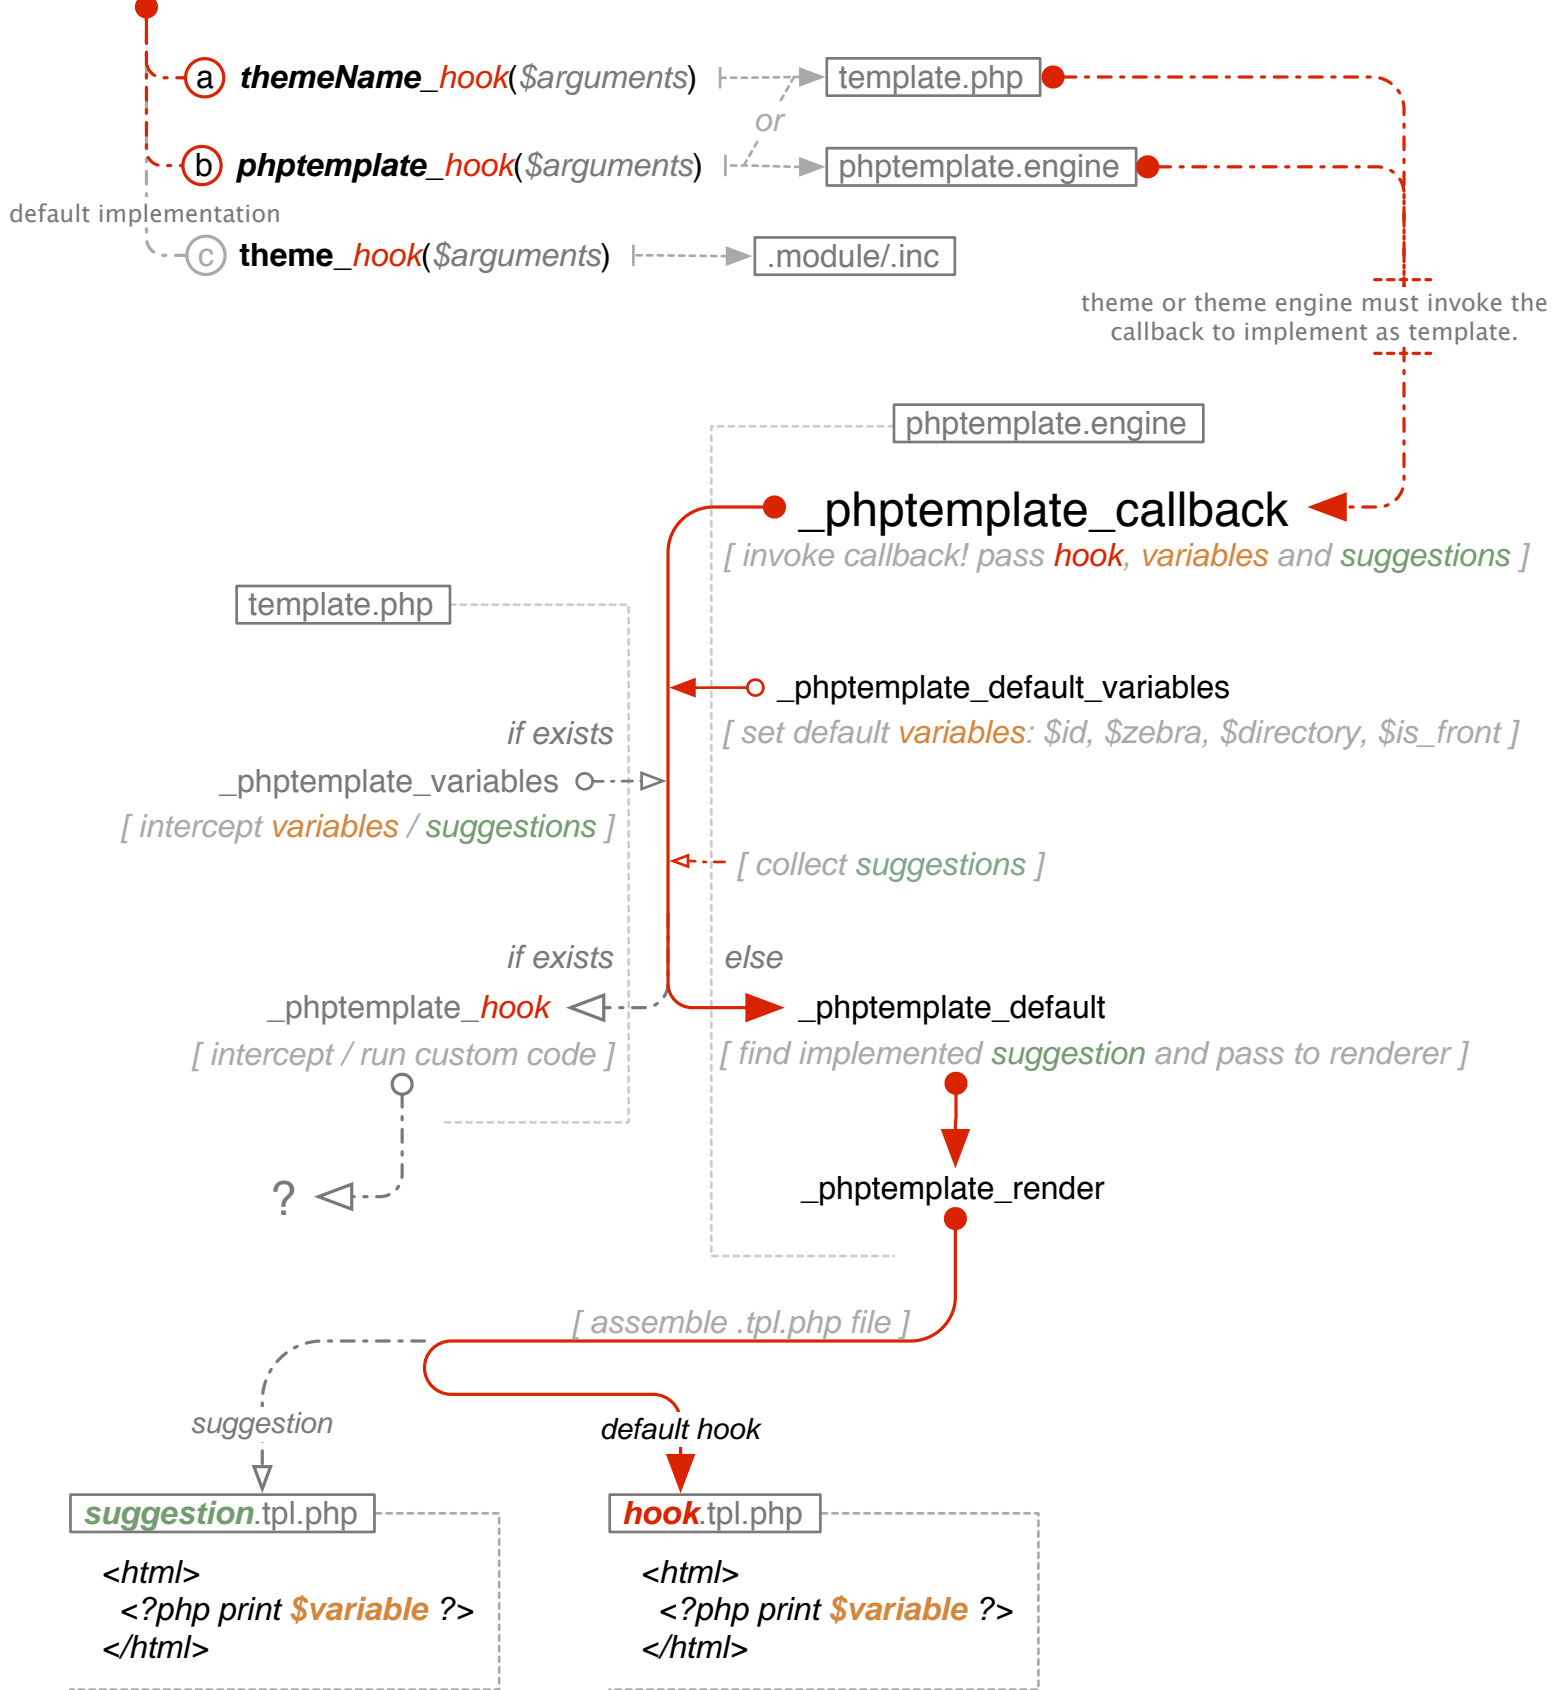 a themeName_hook($arguments) template.php
or
b phptemplate_hook($arguments) phptemplate.engine
default implementation
c theme_hook($arguments) .module/.inc
theme or theme engine must invoke the
callback to implement as template.
phptemplate.engine
_phptemplate_callback
[ invoke callback! pass hook, variables and suggestions ]
template.php
_phptemplate_default_variables
[ set default variables: $id, $zebra, $directory, $is_front ]
if exists
_phptemplate_variables
[ intercept variables / suggestions ]
[ collect suggestions ]
if exists
else
_phptemplate_hook
_phptemplate_default
[ intercept / run custom code ]
[ find implemented suggestion and pass to renderer ]
?
_phptemplate_render
[ assemble .tpl.php file ]
suggestion
default hook
suggestion.tpl.php
<html>
<?php print $variable ?>
</html>
hook.tpl.php
<html>
<?php print $variable ?>
</html>